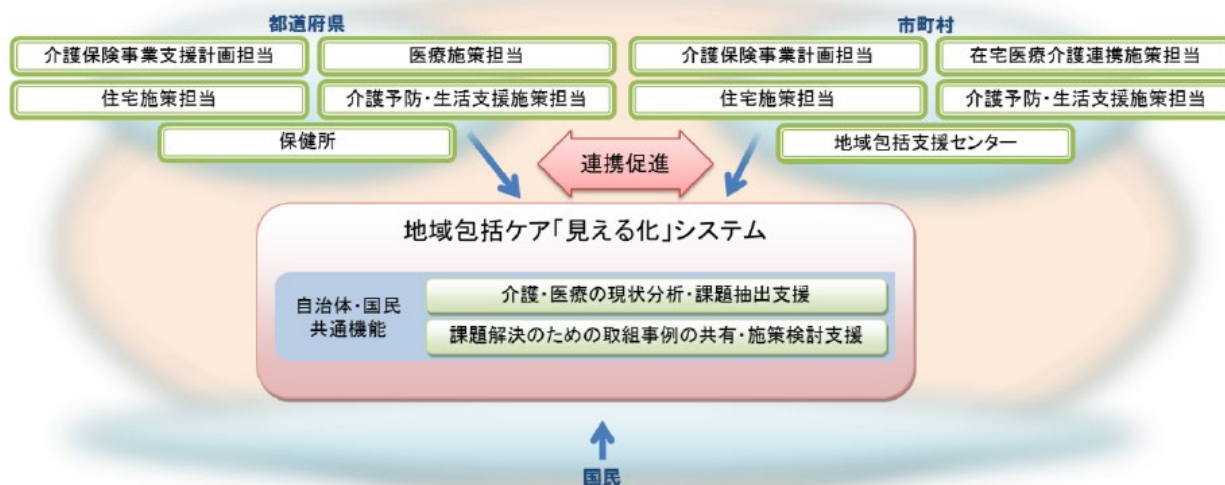 都道府県
市町村
介護保険事業支援計画担当
医療施策担当
介護保険事業計画担当
在宅医療介護連携施策担当
住宅施策担当
介護予防・生活支援施策担当
住宅施策担当
介護予防・生活支援施策担当
保健所
地域包括支援センター
連携促進
地域包括ケア「見える化」システム
自治体・国民
共通機能
介護・医療の現状分析・課題抽出支援
課題解決のための取組事例の共有・施策検討支援
国民